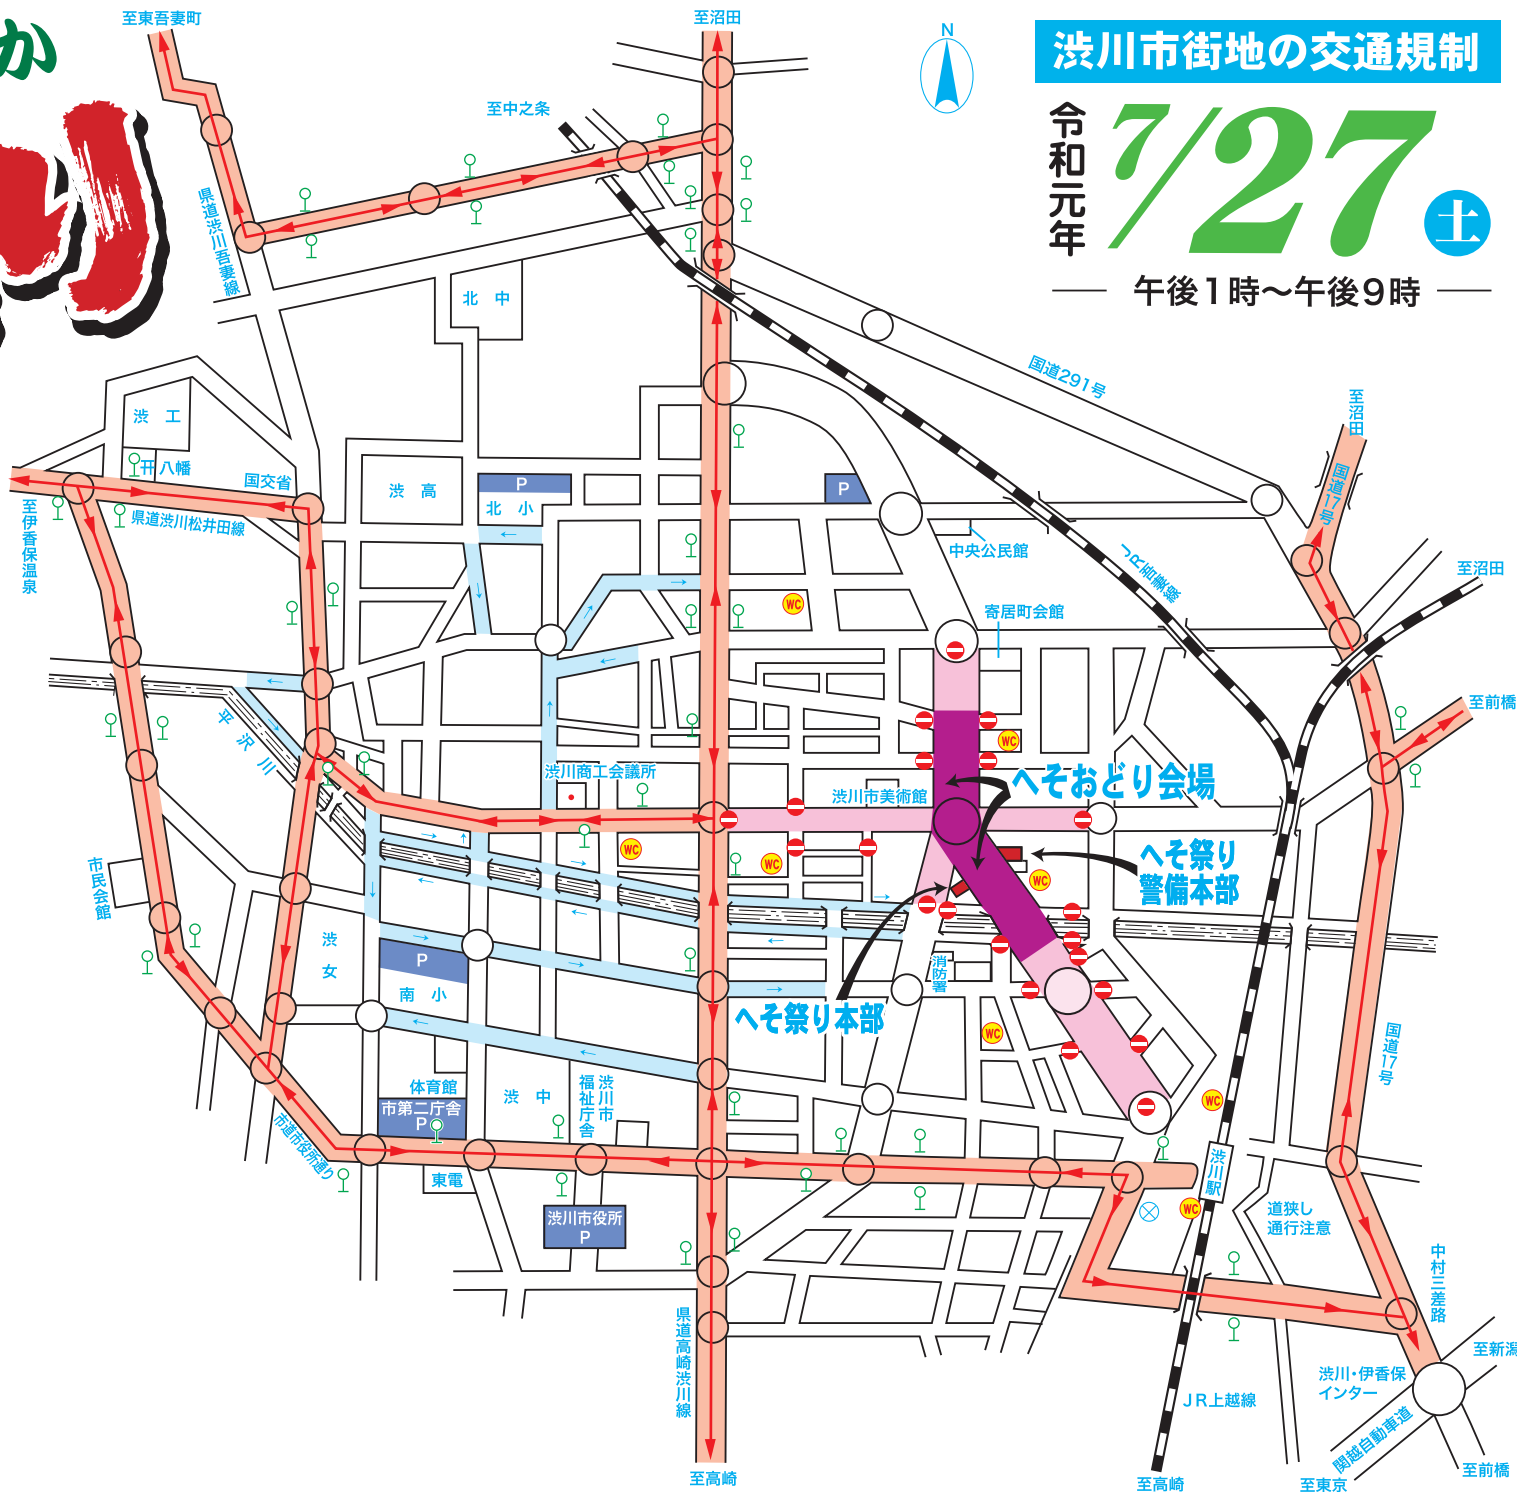 か
り
至東吾妻町
至沼田
N
渋川市街地の交通規制
令和元年
7/27
土
午後1時～午後9時
至中之条
県道渋川吾妻線
北 中
国道291号
至沼田
国道17号
至沼田
渋 工
八幡
国交省
県道渋川松井田線
至伊香保温泉
渋 高
P
北 小
P
中央公民館
JR吾妻線
寄居町会館
WC
至前橋
平沢川
渋川商工会議所
渋川市美術館
WC
へそおどり会場
WC
WC
へそ祭り
警備本部
WC
市民会館
渋女
P
南 小
消防署
へそ祭り本部
WC
国道17号
体育館
市第二庁舎
P
渋 中
渋川市
福祉庁舎
WC
市道市役所通り
東電
渋川市役所
P
渋川駅
WC
道狭し
通行注意
中村三差路
県道高崎渋川線
至高崎
JR上越線
至高崎
渋川・伊香保
インター
関越自動車道
至新潟
至前橋
至東京